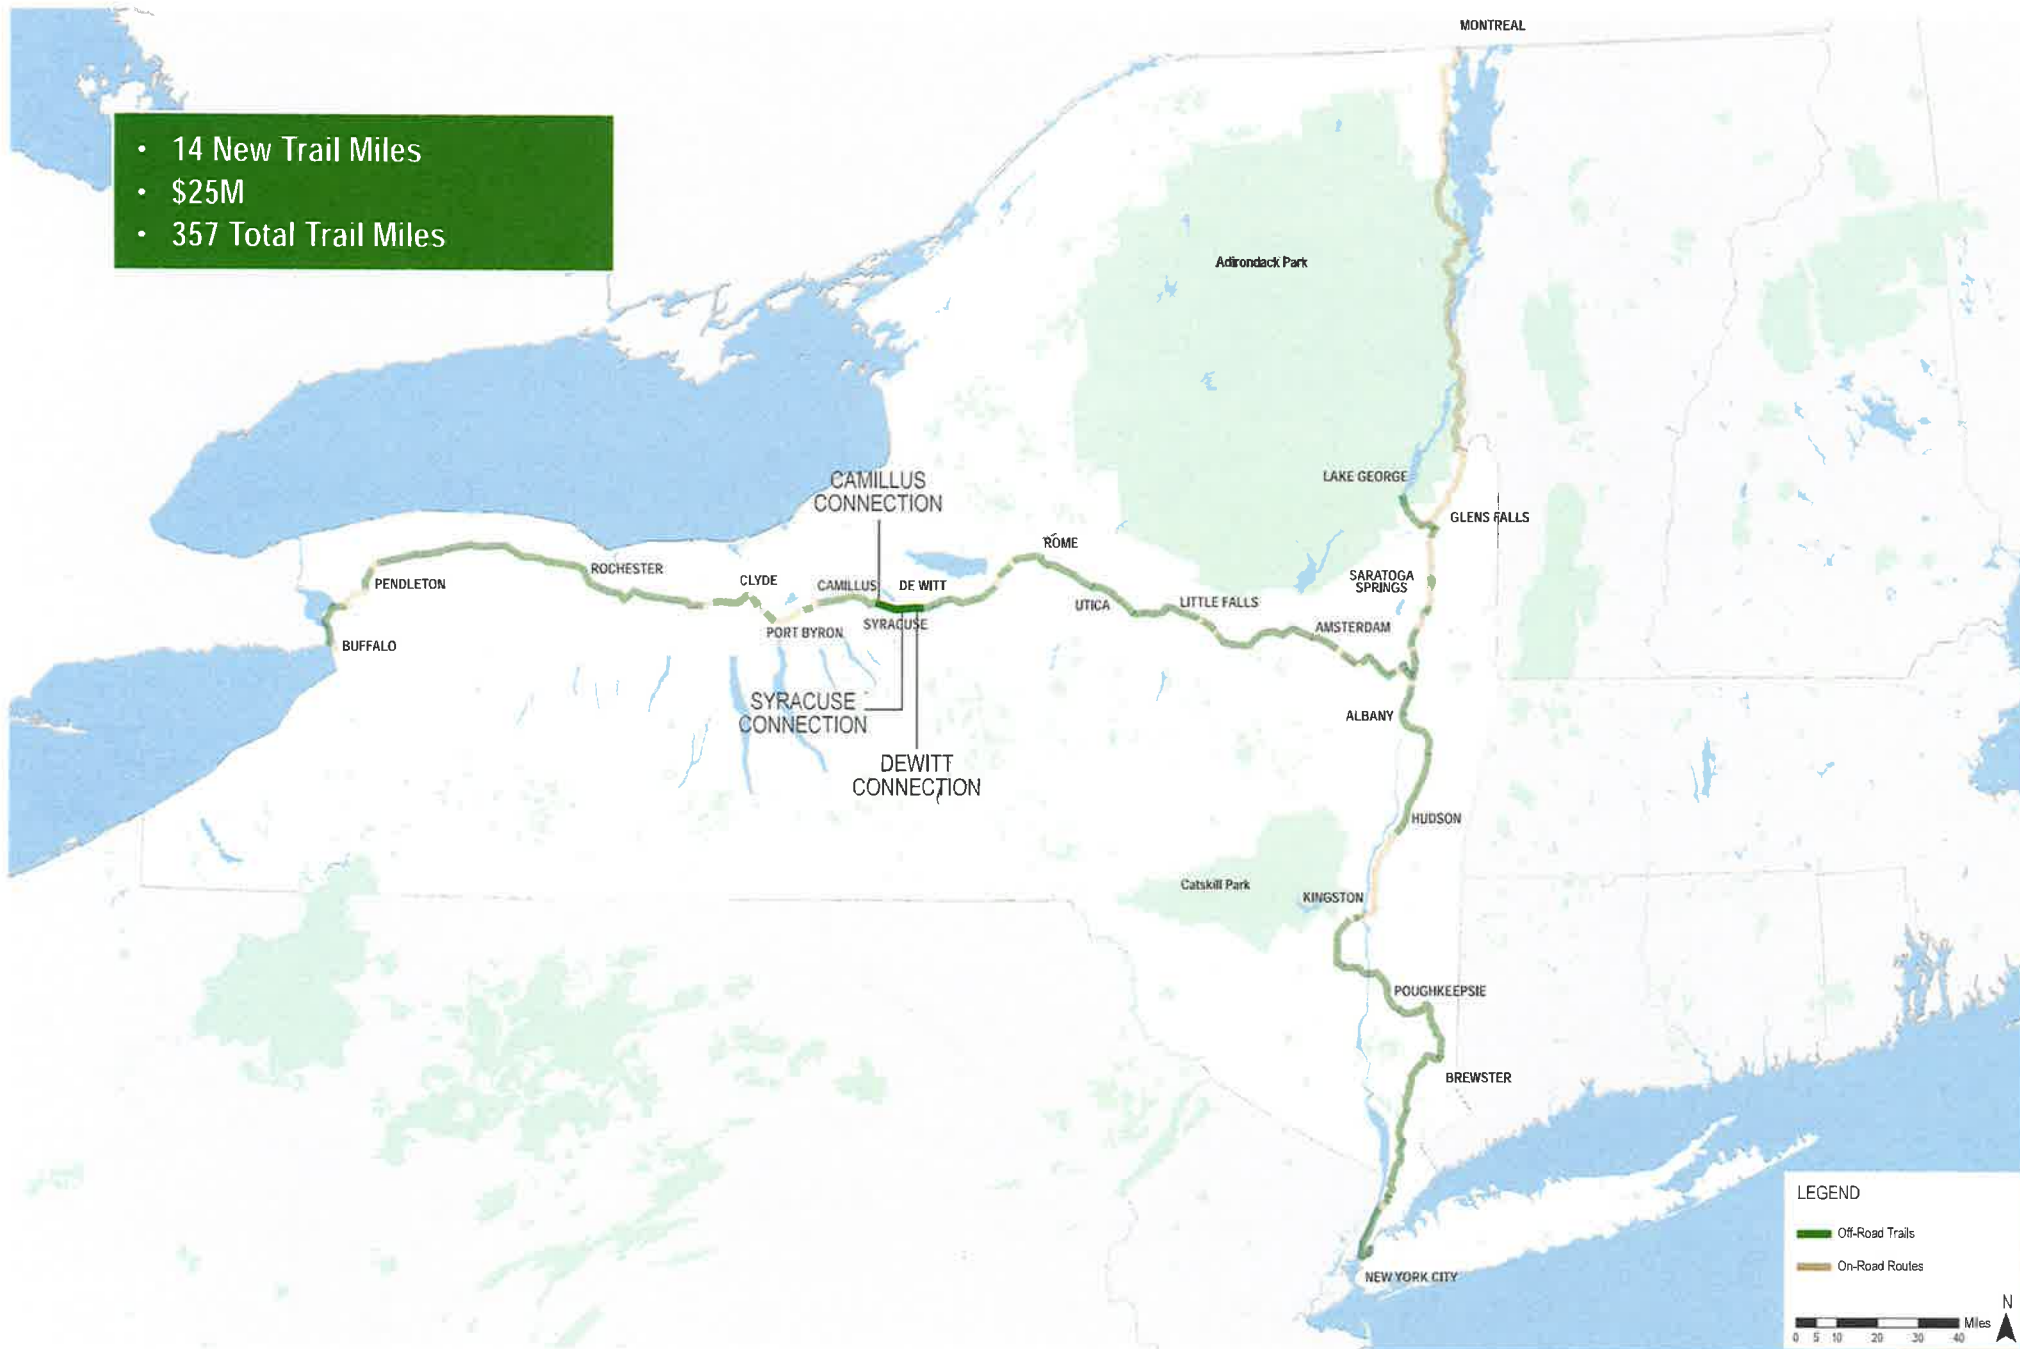 MONTREAL
• 14 New Trail Miles
• $25M
• 357 Total Trail Miles
Adirondack Park
CAMILLUS
CONNECTION
LAKE GEORGE
GLENS FALLS
ROME
ROCHESTER
PENDLETON
CLYDE
CAMILLUS
DE WITT
SARATOGA
SPRINGS
UTICA
LITTLE FALLS
AMSTERDAM
PORT BYRON
SYRACUSE
BUFFALO
SYRACUSE
CONNECTION
ALBANY
DEWITT
CONNECTION
HUDSON
Catskill Park
KINGSTON
POUGHKEEPSIE
BREWSTER
NEW YORK CITY
LEGEND
Off-Road Trails
On-Road Routes
N
Miles
0 5 10 20 30 40